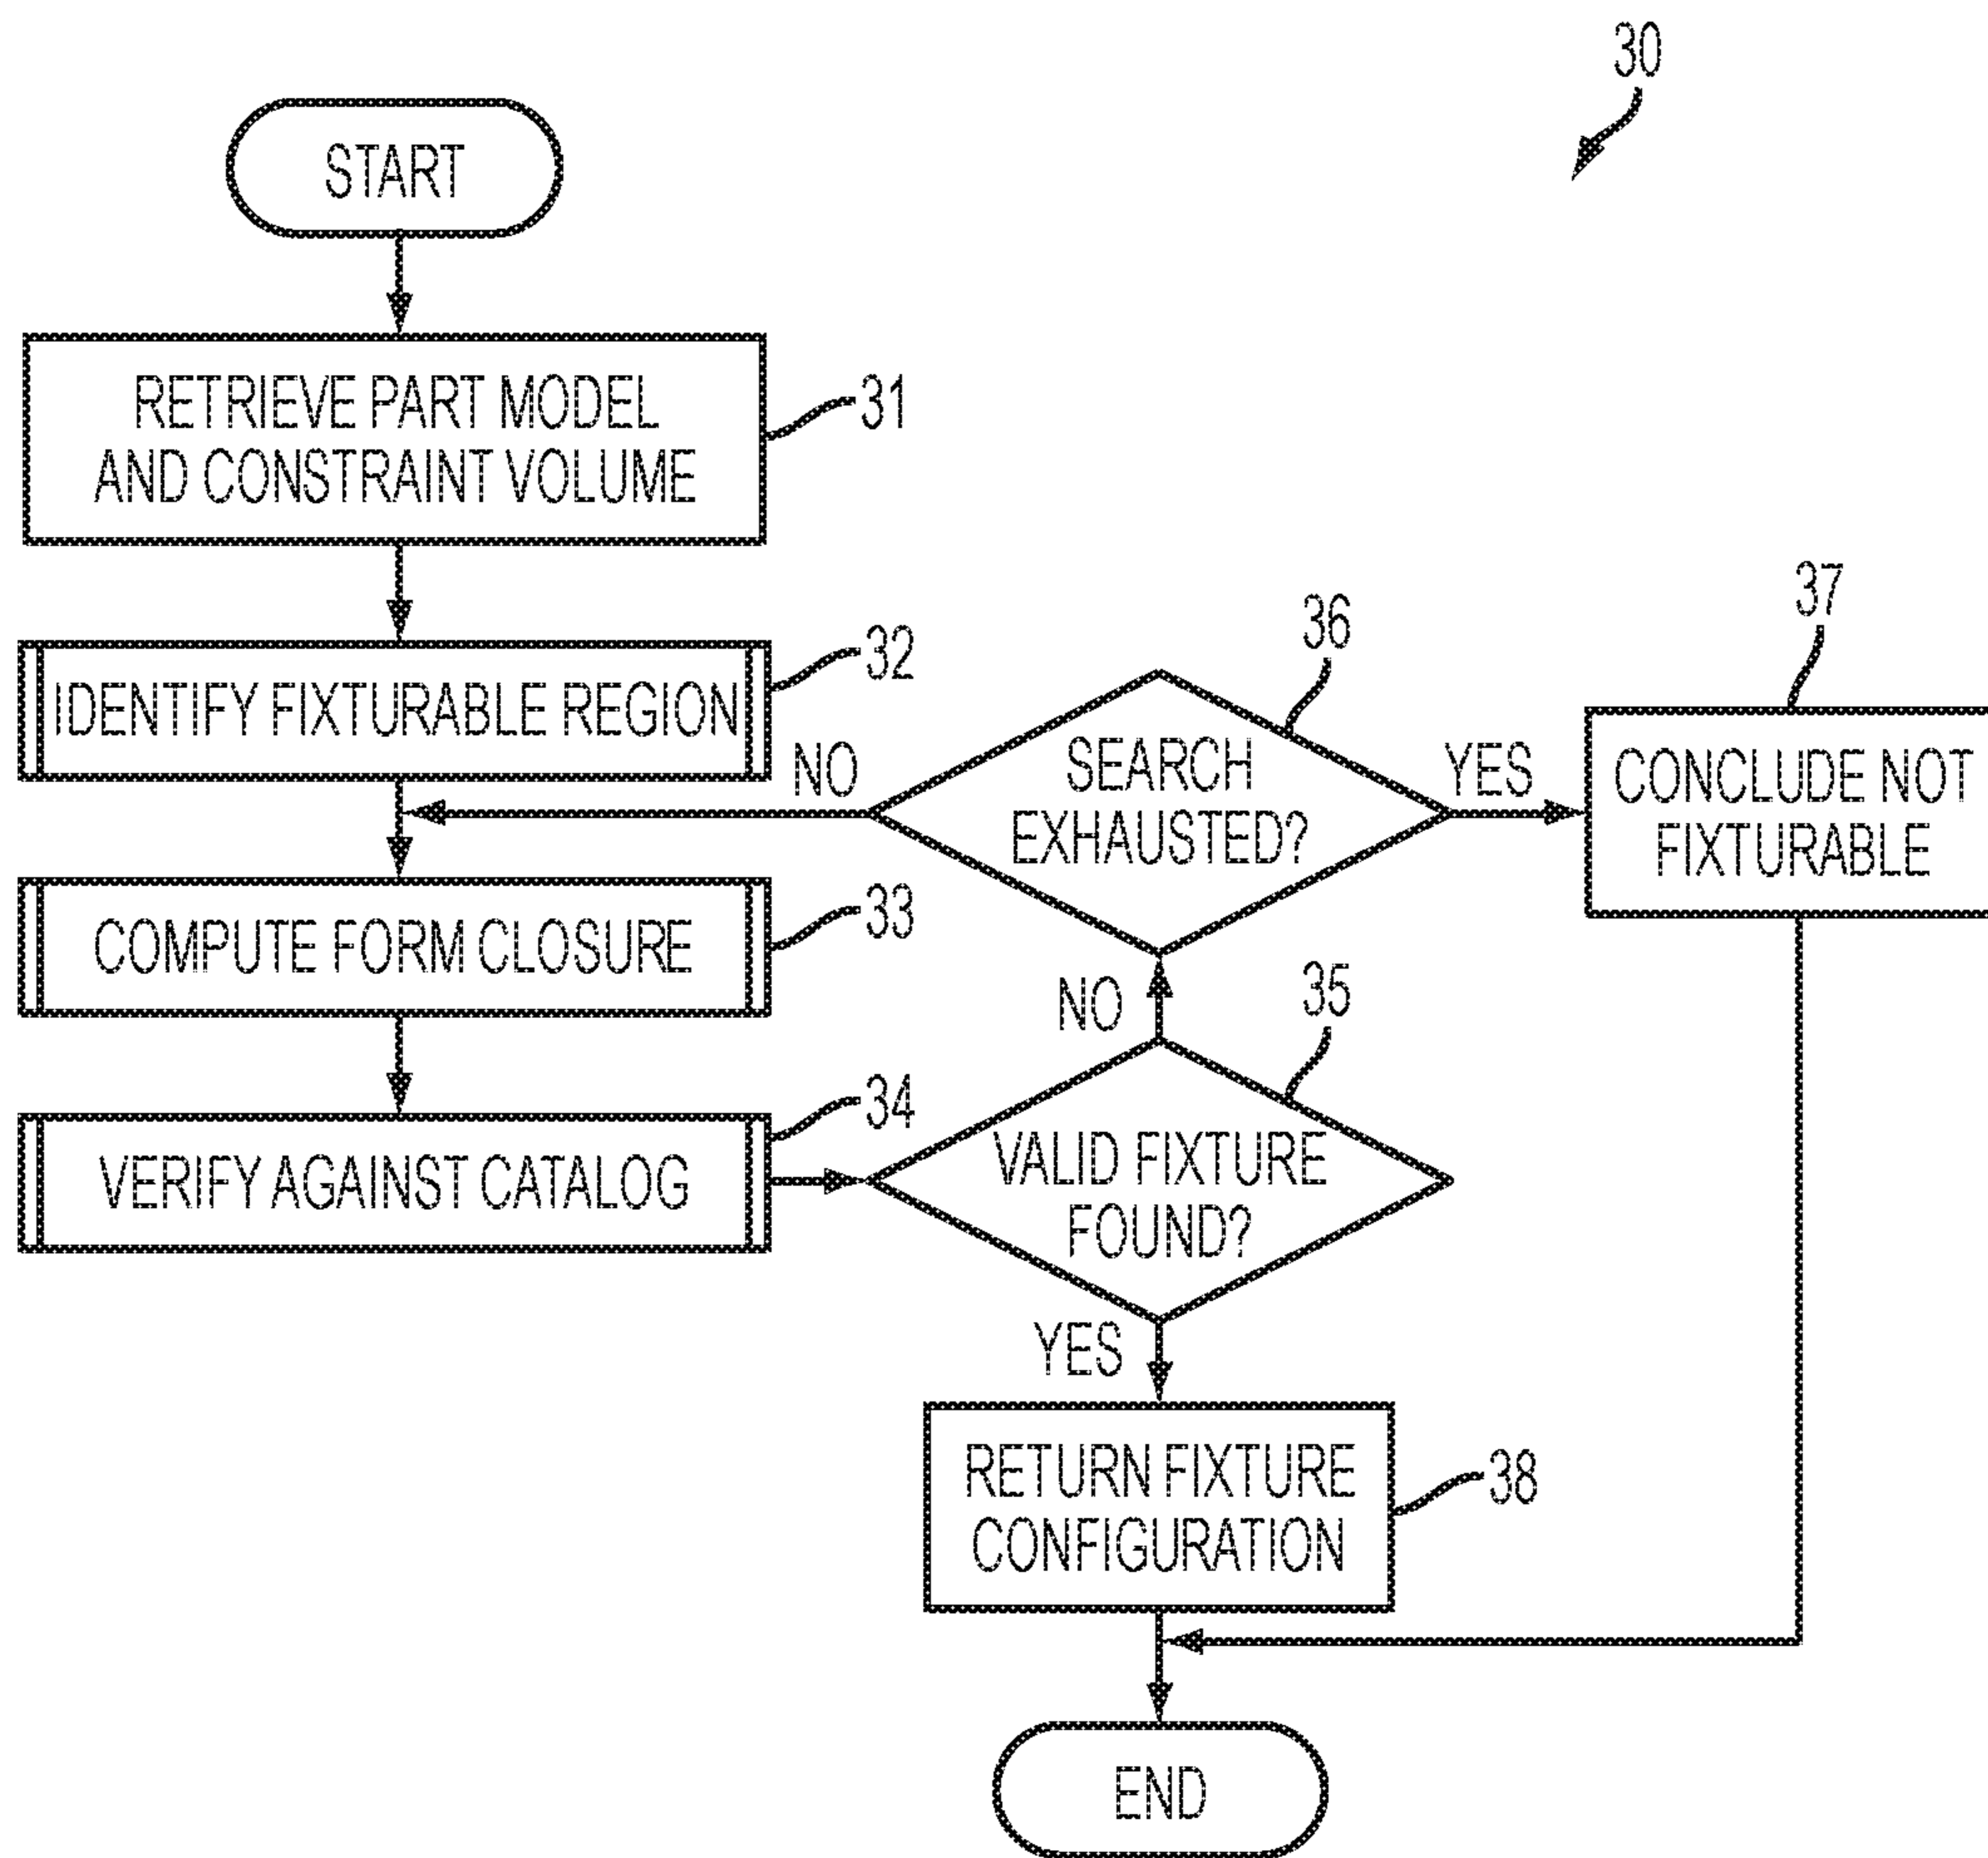 30
START
RETRIEVE PART MODEL
AND CONSTRAINT VOLUME
31
IDENTIFY FIXTURABLE REGION
32
COMPUTE FORM CLOSURE
33
VERIFY AGAINST CATALOG
34
VALID FIXTURE
FOUND?
35
NO
YES
SEARCH
EXHAUSTED?
36
NO
YES
CONCLUDE NOT
FIXTURABLE
37
RETURN FIXTURE
CONFIGURATION
38
END